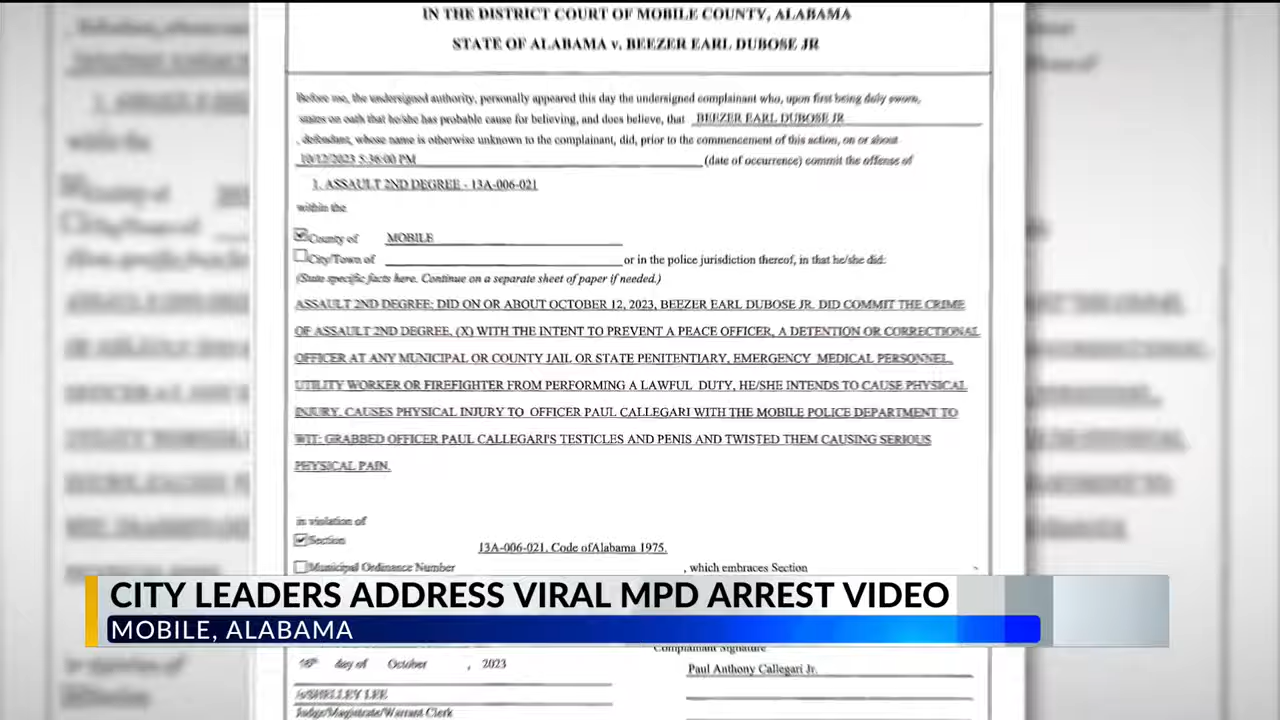 IN THE DISTRICT COURT OF MOBILE COUNTY, ALABAMA
STATE OF ALABAMA v. BEEZER EARL DUBOSE JR
Before me, the undersigned authority, personally appeared this day the undersigned complainant who, upon first being duly sworn,
states on oath that he/she has probable cause for believing, and does believe, that BEEZER EARL DUBOSE JR
, defendant, whose name is otherwise unknown to the complainant, did, prior to the commencement of this action, on or about
10/12/2023 5:36:00 PM (date of occurrence) commit the offense of
1. ASSAULT 2ND DEGREE - 13A-006-021
within the
County of MOBILE
City/Town of or in the police jurisdiction thereof, in that he/she did:
(State specific facts here. Continue on a separate sheet of paper if needed.)
ASSAULT 2ND DEGREE; DID ON OR ABOUT OCTOBER 12, 2023, BEEZER EARL DUBOSE JR. DID COMMIT THE CRIME
OF ASSAULT 2ND DEGREE, (X) WITH THE INTENT TO PREVENT A PEACE OFFICER, A DETENTION OR CORRECTIONAL
OFFICER AT ANY MUNICIPAL OR COUNTY JAIL OR STATE PENITENTIARY, EMERGENCY MEDICAL PERSONNEL,
UTILITY WORKER OR FIREFIGHTER FROM PERFORMING A LAWFUL DUTY, HE/SHE INTENDS TO CAUSE PHYSICAL
INJURY, CAUSES PHYSICAL INJURY TO OFFICER PAUL CALLEGARI WITH THE MOBILE POLICE DEPARTMENT TO
WIT: GRABBED OFFICER PAUL CALLEGARI'S TESTICLES AND PENIS AND TWISTED THEM CAUSING SERIOUS
PHYSICAL PAIN.
in violation of
Section 13A-006-021, Code ofAlabama 1975.
Municipal Ordinance Number , which embraces Section
CITY LEADERS ADDRESS VIRAL MPD ARREST VIDEO
MOBILE, ALABAMA
Complainant Signature
day of October , 2023
Paul Anthony Callegari Jr.
/s/SHELLEY LEE
Judge/Magistrate/Warrant Clerk